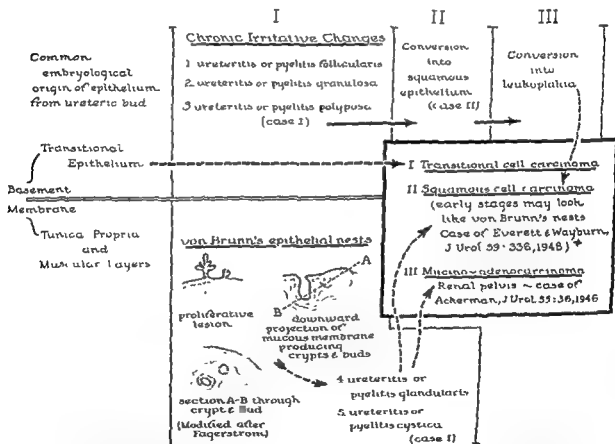 I
II
III
Common
embryological
origin of epithelium
from ureteric bud
Chronic Irritative Changes
1 ureteritis or pyelitis follicularis
2 ureteritis or pyelitis granulosa
3 ureteritis or pyelitis polyposa
(case I)
Conversion
into
squamous
epithelium
(case II)
Conversion
into
leukoplakia
Transitional
Epithelium
Basement
Membrane
Tunica Propria
and
Muscular Layers
I Transitional cell carcinoma
II Squamous cell carcinoma
(early stages may look
like von Brunn's nests
Case of Everett & Wayburn,
J Urol 59·336, 1948) +
III Mucino-adenocarcinoma
Renal pelvis ~ case of
Ackerman, J Urol 55:36, 1946
von Brunn's epithelial nests
A
B
proliferative
lesion
downward
projection of
mucous membrane
producing
crypts & buds
section A-B through
crypt & bud
(Modified after
Fagerstrom)
4 ureteritis or
pyelitis glandularis
5 ureteritis or
pyelitis cystica
(case I)